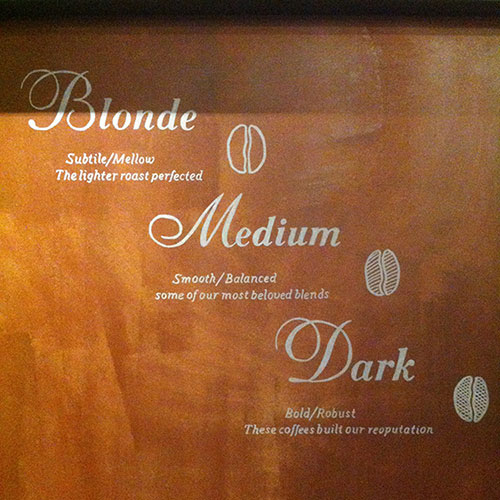 Blonde
Subtile/Mellow
The lighter roast perfected
Medium
Smooth/Balanced
some of our most beloved blends
Dark
Bold/Robust
These coffees built our reoputation